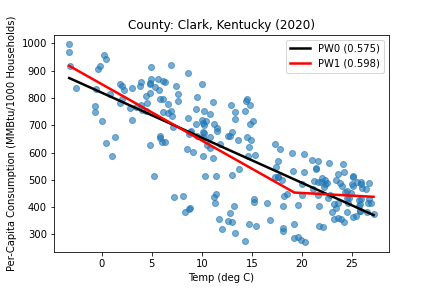 County: Clark, Kentucky (2020)
Per-Capita Consumption (MMBtu/1000 Households)
1000
900
800
700
600
500
400
300
PW0 (0.575)
PW1 (0.598)
0 5 10 15 20 25
Temp (deg C)